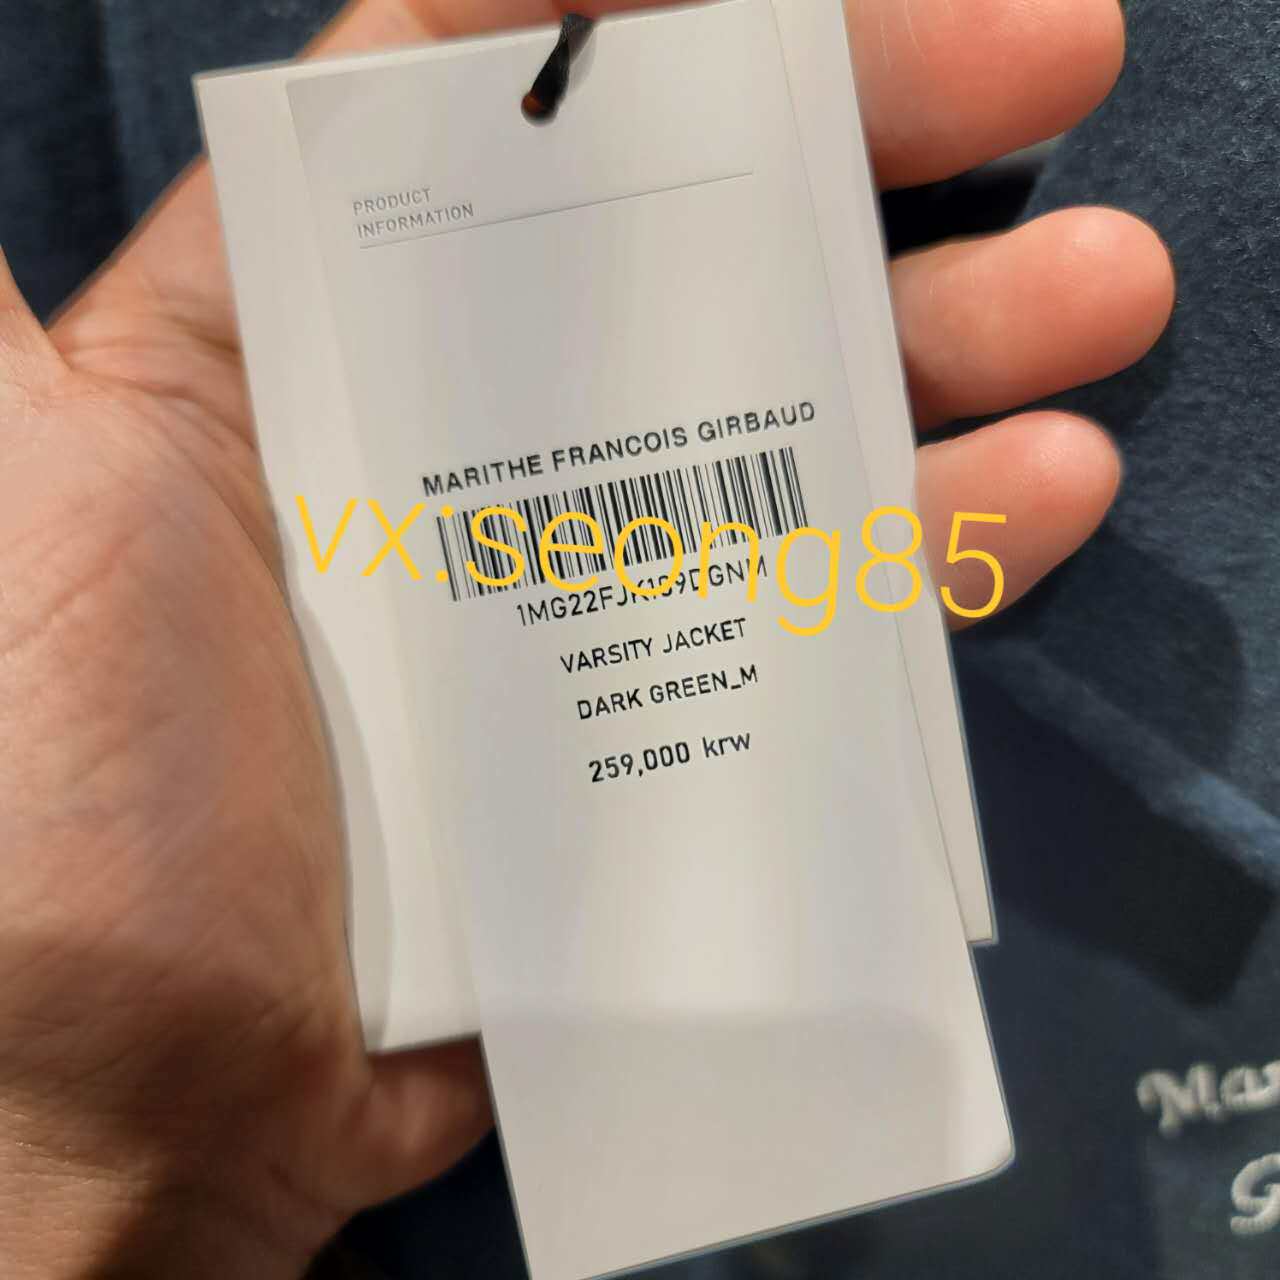 PRODUCT
INFORMATION
MARITHE FRANCOIS GIRBAUD
vx:seong85
VARSITY JACKET
DARK GREEN_M
259,000 krw